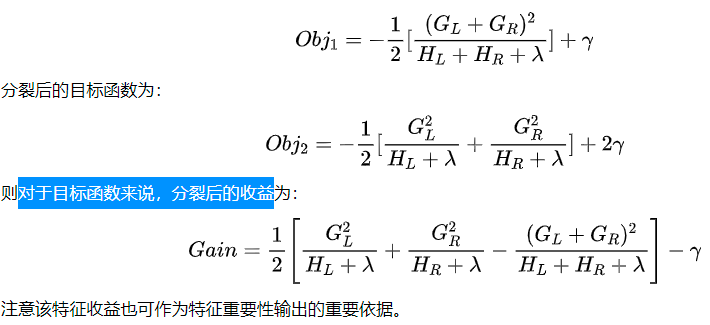 Obj_1 = -\frac{1}{2}[\frac{(G_L+G_R)^2}{H_L+H_R+\lambda}]+\gamma
分裂后的目标函数为：
Obj_2 = -\frac{1}{2}[\frac{G_L^2}{H_L+\lambda}+\frac{G_R^2}{H_R+\lambda}]+2\gamma
则对于目标函数来说，分裂后的收益为：
Gain = \frac{1}{2}\left[\frac{G_L^2}{H_L+\lambda}+\frac{G_R^2}{H_R+\lambda}-\frac{(G_L+G_R)^2}{H_L+H_R+\lambda}\right]-\gamma
注意该特征收益也可作为特征重要性输出的重要依据。